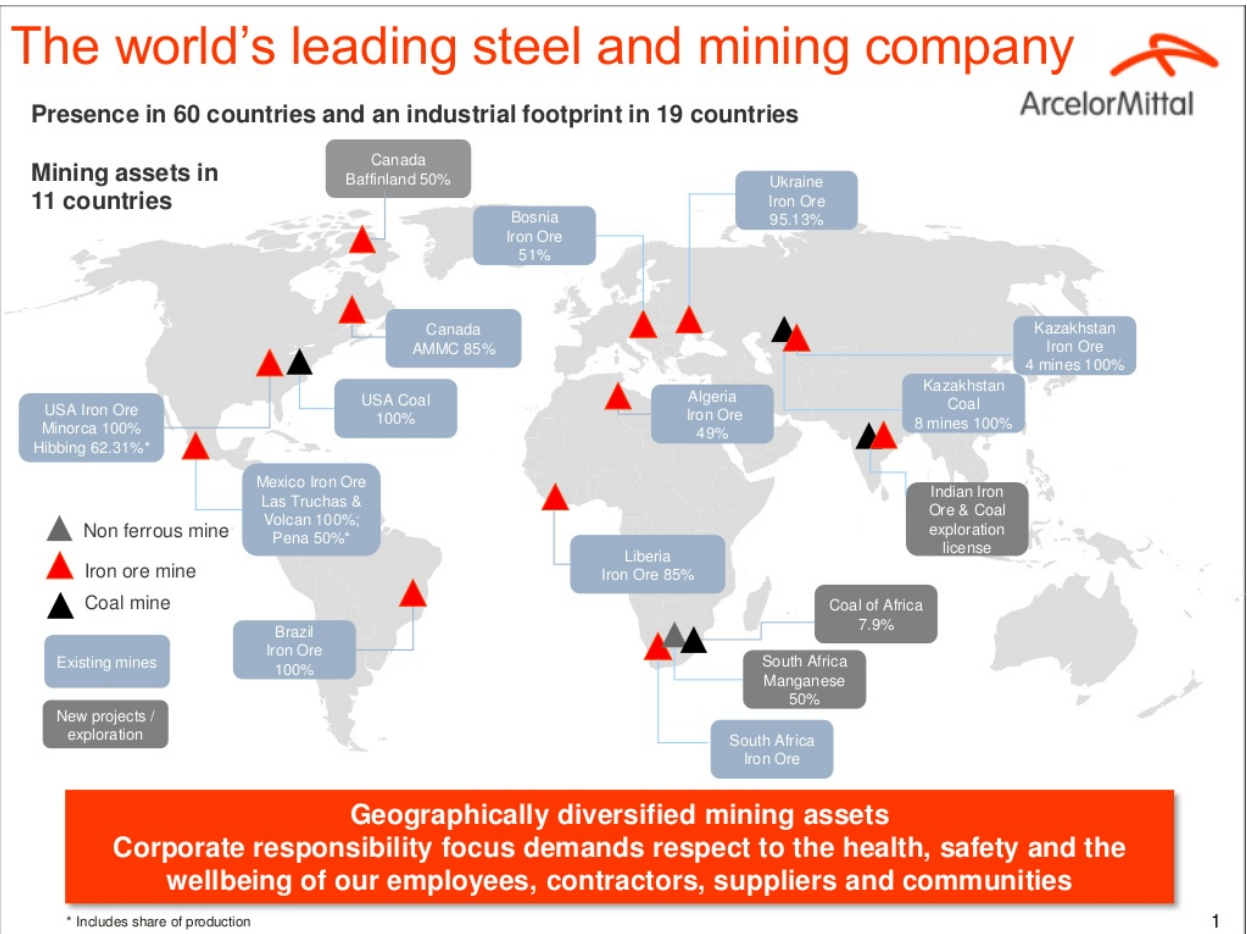 The world's leading steel and mining company
ArcelorMittal
Presence in 60 countries and an industrial footprint in 19 countries
Mining assets in
11 countries
Canada
Baffinland 50%
Bosnia
Iron Ore
51%
Ukraine
Iron Ore
95.13%
Canada
AMMC 85%
Kazakhstan
Iron Ore
4 mines 100%
USA Iron Ore
Minorca 100%
Hibbing 62.31%*
USA Coal
100%
Algeria
Iron Ore
49%
Kazakhstan
Coal
8 mines 100%
Mexico Iron Ore
Las Truchas &
Volcan 100%;
Pena 50%*
Indian Iron
Ore & Coal
exploration
license
Non ferrous mine
Iron ore mine
Coal mine
Liberia
Iron Ore 85%
Coal of Africa
7.9%
Brazil
Iron Ore
100%
Existing mines
South Africa
Manganese
50%
New projects /
exploration
South Africa
Iron Ore
Geographically diversified mining assets
Corporate responsibility focus demands respect to the health, safety and the
wellbeing of our employees, contractors, suppliers and communities
* Includes share of production
1